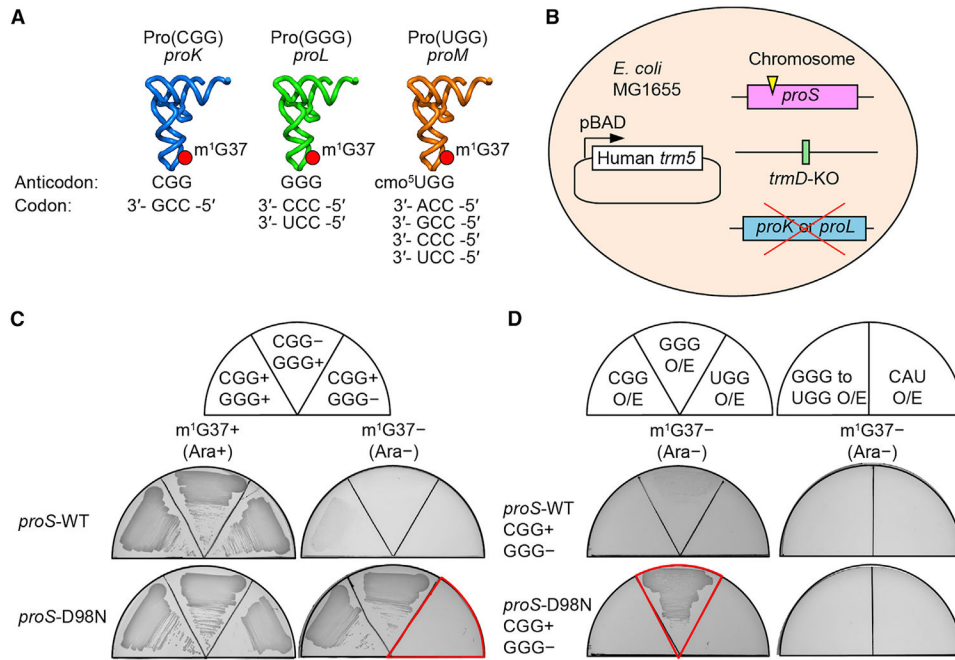 A
Pro(CGG)
proK
Pro(GGG)
proL
Pro(UGG)
proM
m¹G37
m¹G37
m¹G37
Anticodon:
CGG
GGG
cmo⁵UGG
Codon:
3′- GCC -5′
3′- CCC -5′
3′- UCC -5′
3′- ACC -5′
3′- GCC -5′
3′- CCC -5′
3′- UCC -5′
B
E. coli
MG1655
pBAD
Human trm5
Chromosome
proS
trmD-KO
proK or proL
C
CGG+
GGG+
CGG−
GGG+
CGG+
GGG−
m¹G37+
(Ara+)
m¹G37−
(Ara−)
proS-WT
proS-D98N
D
CGG
O/E
GGG
O/E
UGG
O/E
GGG to
UGG O/E
CAU
O/E
m¹G37−
(Ara−)
m¹G37−
(Ara−)
proS-WT
CGG+
GGG−
proS-D98N
CGG+
GGG−